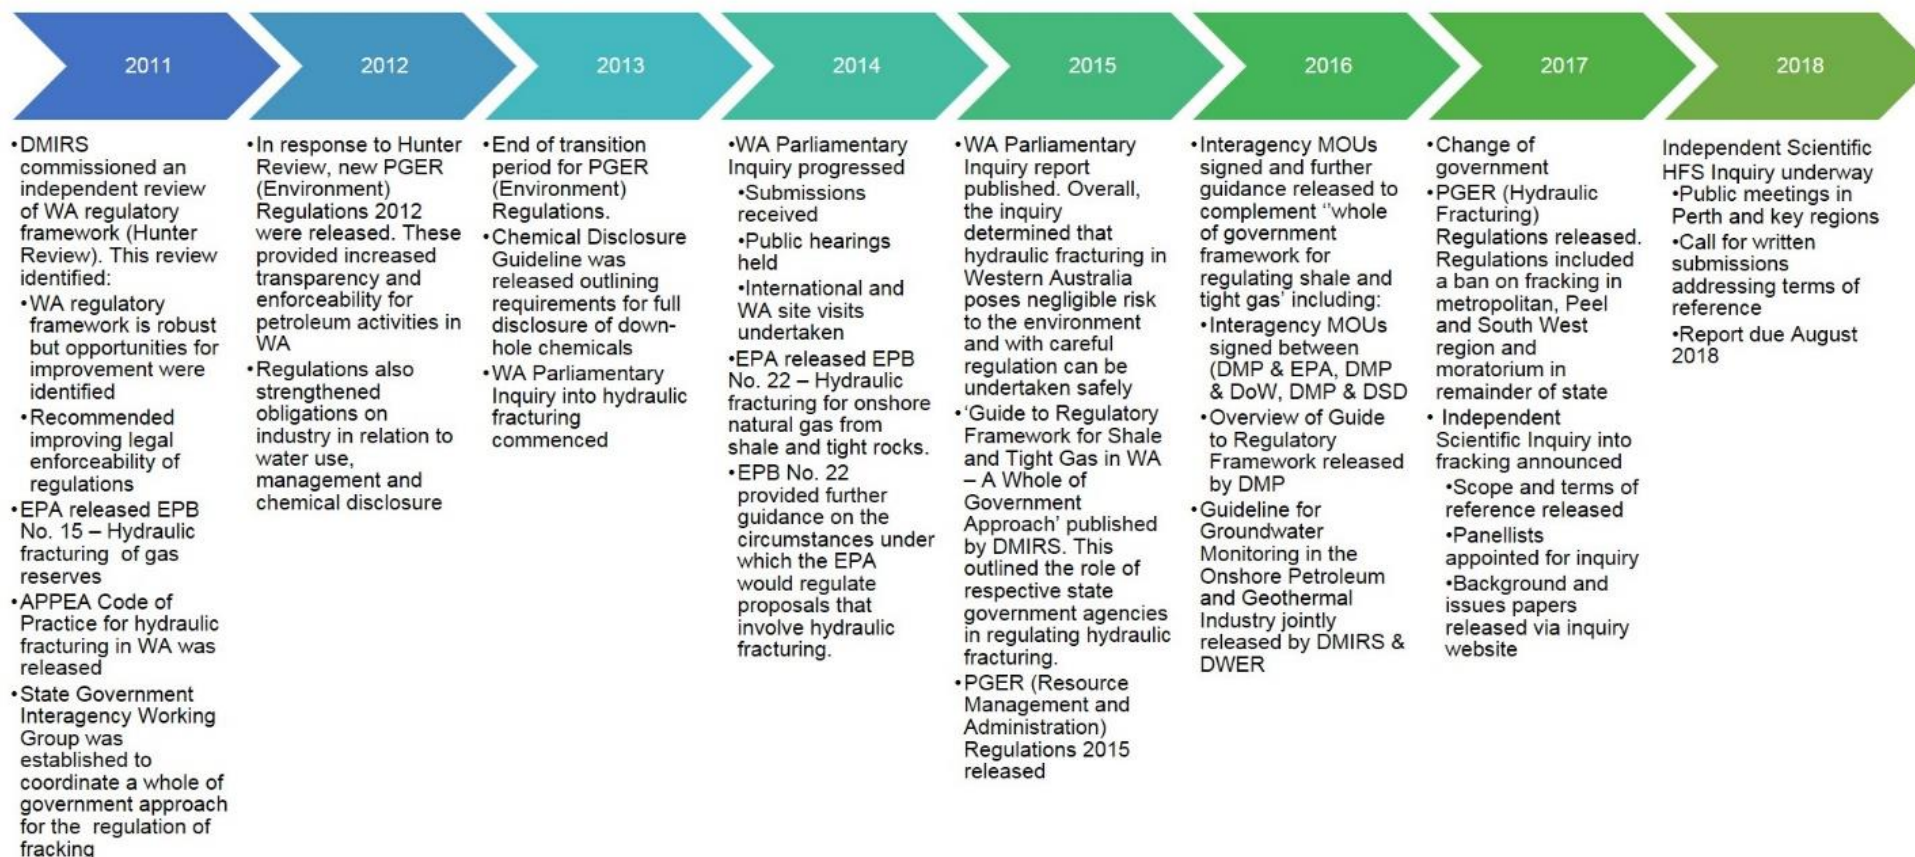 2011
2012
2013
2014
2015
2016
2017
2018
•DMIRS
commissioned an
independent review
of WA regulatory
framework (Hunter
Review). This review
identified:
•WA regulatory
framework is robust
but opportunities for
improvement were
identified
•Recommended
improving legal
enforceability of
regulations
•EPA released EPB
No. 15 – Hydraulic
fracturing of gas
reserves
•APPEA Code of
Practice for hydraulic
fracturing in WA was
released
•State Government
Interagency Working
Group was
established to
coordinate a whole of
government approach
for the regulation of
fracking
•In response to Hunter
Review, new PGER
(Environment)
Regulations 2012
were released. These
provided increased
transparency and
enforceability for
petroleum activities in
WA
•Regulations also
strengthened
obligations on
industry in relation to
water use,
management and
chemical disclosure
•End of transition
period for PGER
(Environment)
Regulations.
•Chemical Disclosure
Guideline was
released outlining
requirements for full
disclosure of down-
hole chemicals
•WA Parliamentary
Inquiry into hydraulic
fracturing
commenced
•WA Parliamentary
Inquiry progressed
•Submissions
received
•Public hearings
held
•International and
WA site visits
undertaken
•EPA released EPB
No. 22 – Hydraulic
fracturing for onshore
natural gas from
shale and tight rocks.
•EPB No. 22
provided further
guidance on the
circumstances under
which the EPA
would regulate
proposals that
involve hydraulic
fracturing.
•WA Parliamentary
Inquiry report
published. Overall,
the inquiry
determined that
hydraulic fracturing in
Western Australia
poses negligible risk
to the environment
and with careful
regulation can be
undertaken safely
•‘Guide to Regulatory
Framework for Shale
and Tight Gas in WA
– A Whole of
Government
Approach’ published
by DMIRS. This
outlined the role of
respective state
government agencies
in regulating hydraulic
fracturing.
•PGER (Resource
Management and
Administration)
Regulations 2015
released
•Interagency MOUs
signed and further
guidance released to
complement ‘‘whole
of government
framework for
regulating shale and
tight gas’ including:
•Interagency MOUs
signed between
(DMP & EPA, DMP
& DoW, DMP & DSD
•Overview of Guide
to Regulatory
Framework released
by DMP
•Guideline for
Groundwater
Monitoring in the
Onshore Petroleum
and Geothermal
Industry jointly
released by DMIRS &
DWER
•Change of
government
•PGER (Hydraulic
Fracturing)
Regulations released.
Regulations included
a ban on fracking in
metropolitan, Peel
and South West
region and
moratorium in
remainder of state
• Independent
Scientific Inquiry into
fracking announced
•Scope and terms of
reference released
•Panellists
appointed for inquiry
•Background and
issues papers
released via inquiry
website
Independent Scientific
HFS Inquiry underway
•Public meetings in
Perth and key regions
•Call for written
submissions
addressing terms of
reference
•Report due August
2018